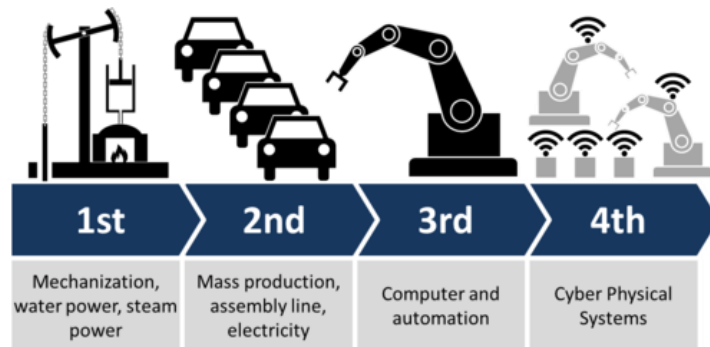 1st
2nd
3rd
4th
Mechanization,
water power, steam
power
Mass production,
assembly line,
electricity
Computer and
automation
Cyber Physical
Systems